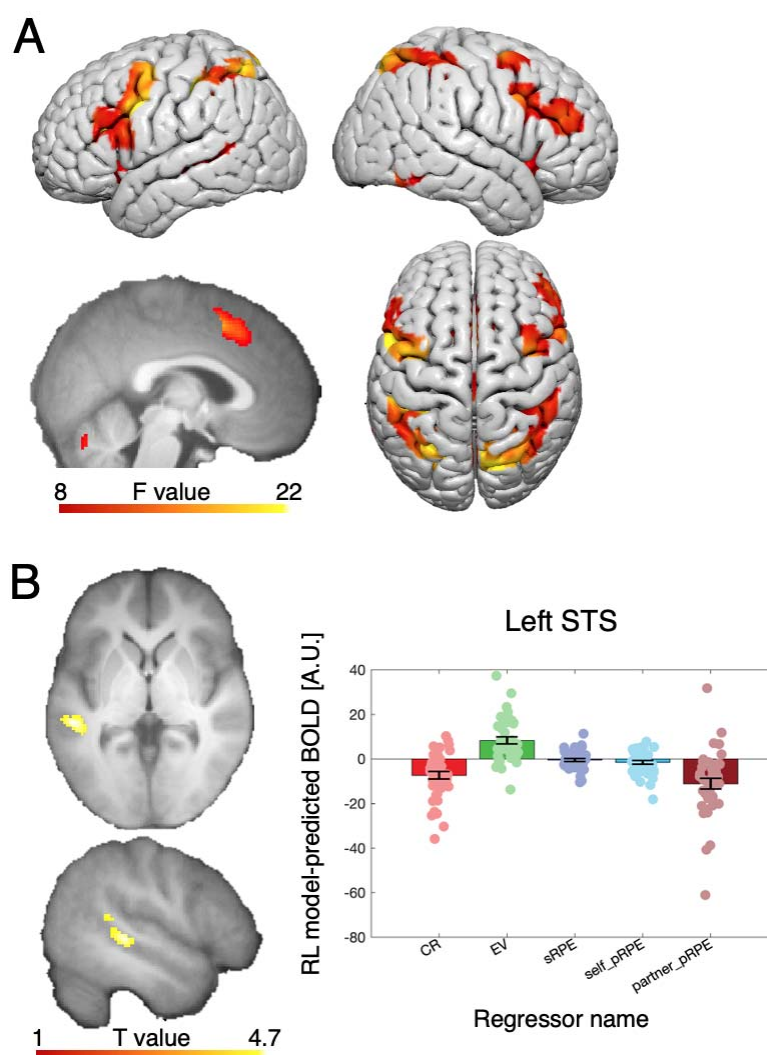 A
8 F value 22
B
Left STS
RL model-predicted BOLD [A.U.]
40
20
0
-20
-40
-60
-80
CR EV sRPE self_pRPE partner_pRPE
Regressor name
1 T value 4.7